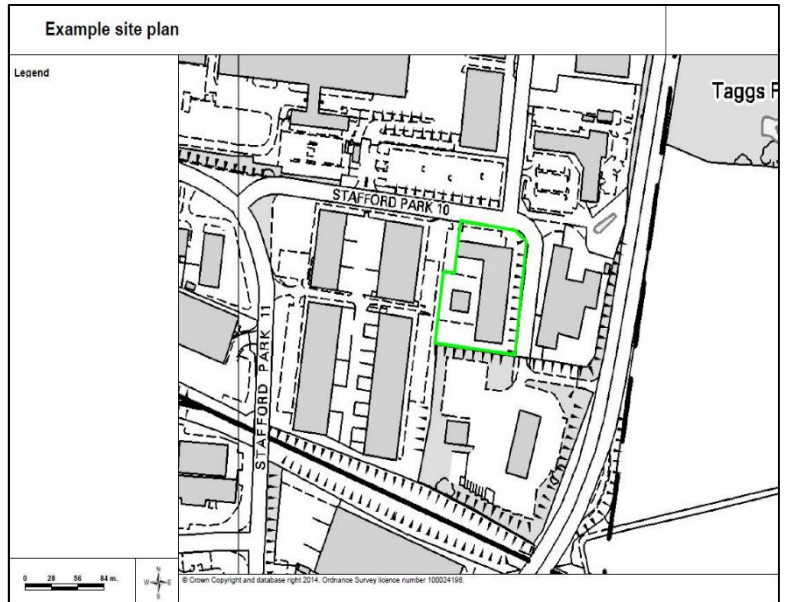 Example site plan
Legend
Taggs
STAFFORD PARK 10
STAFFORD PARK 11
0 28 56 84 m.
N
W E
S
© Crown Copyright and database right 2014. Ordnance Survey licence number 100024198.